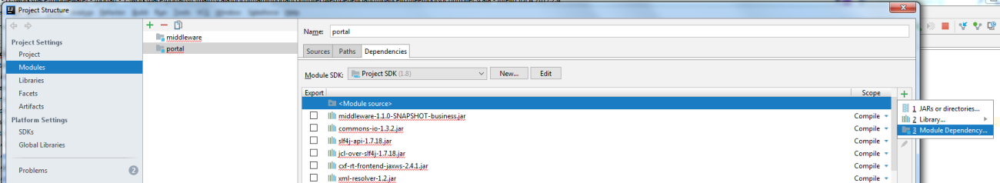 Project Structure
Project Settings
Project
Modules
Libraries
Facets
Artifacts
Platform Settings
SDKs
Global Libraries
Problems 2
middleware
portal
Name: portal
Sources Paths Dependencies
Module SDK: Project SDK (1.8) New... Edit
Export Scope
<Module source>
middleware-1.1.0-SNAPSHOT-business.jar Compile
commons-io-1.3.2.jar Compile
slf4j-api-1.7.18.jar Compile
jcl-over-slf4j-1.7.18.jar Compile
cxf-rt-frontend-jaxws-2.4.1.jar Compile
xml-resolver-1.2.jar Compile
1 JARs or directories...
2 Library...
3 Module Dependency...